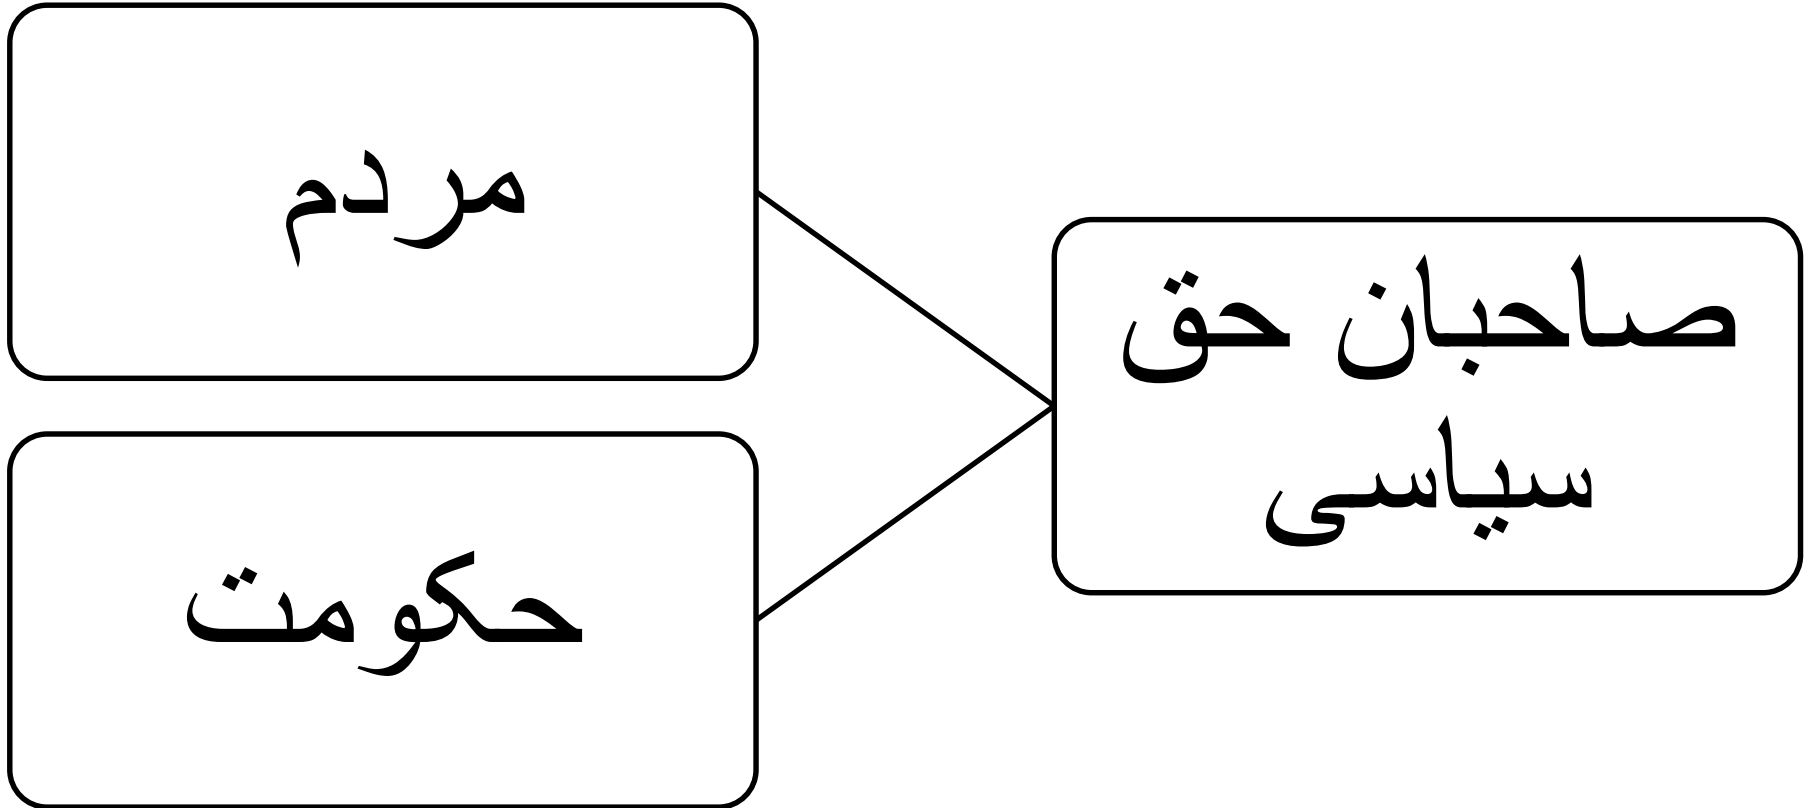 صاحبان حق
سیاسی
مردم
حکومت